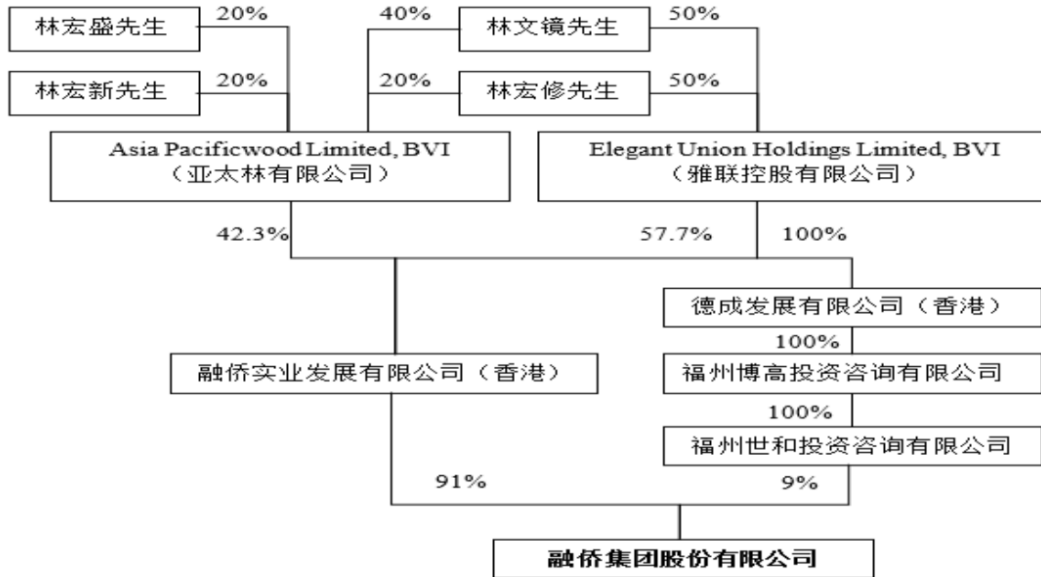 林宏盛先生
20%
40%
林文镜先生
50%
林宏新先生
20%
20%
林宏修先生
50%
Asia Pacificwood Limited, BVI
（亚太林有限公司）
Elegant Union Holdings Limited, BVI
（雅联控股有限公司）
42.3%
57.7%
100%
德成发展有限公司（香港）
100%
融侨实业发展有限公司（香港）
福州博高投资咨询有限公司
100%
福州世和投资咨询有限公司
91%
9%
融侨集团股份有限公司